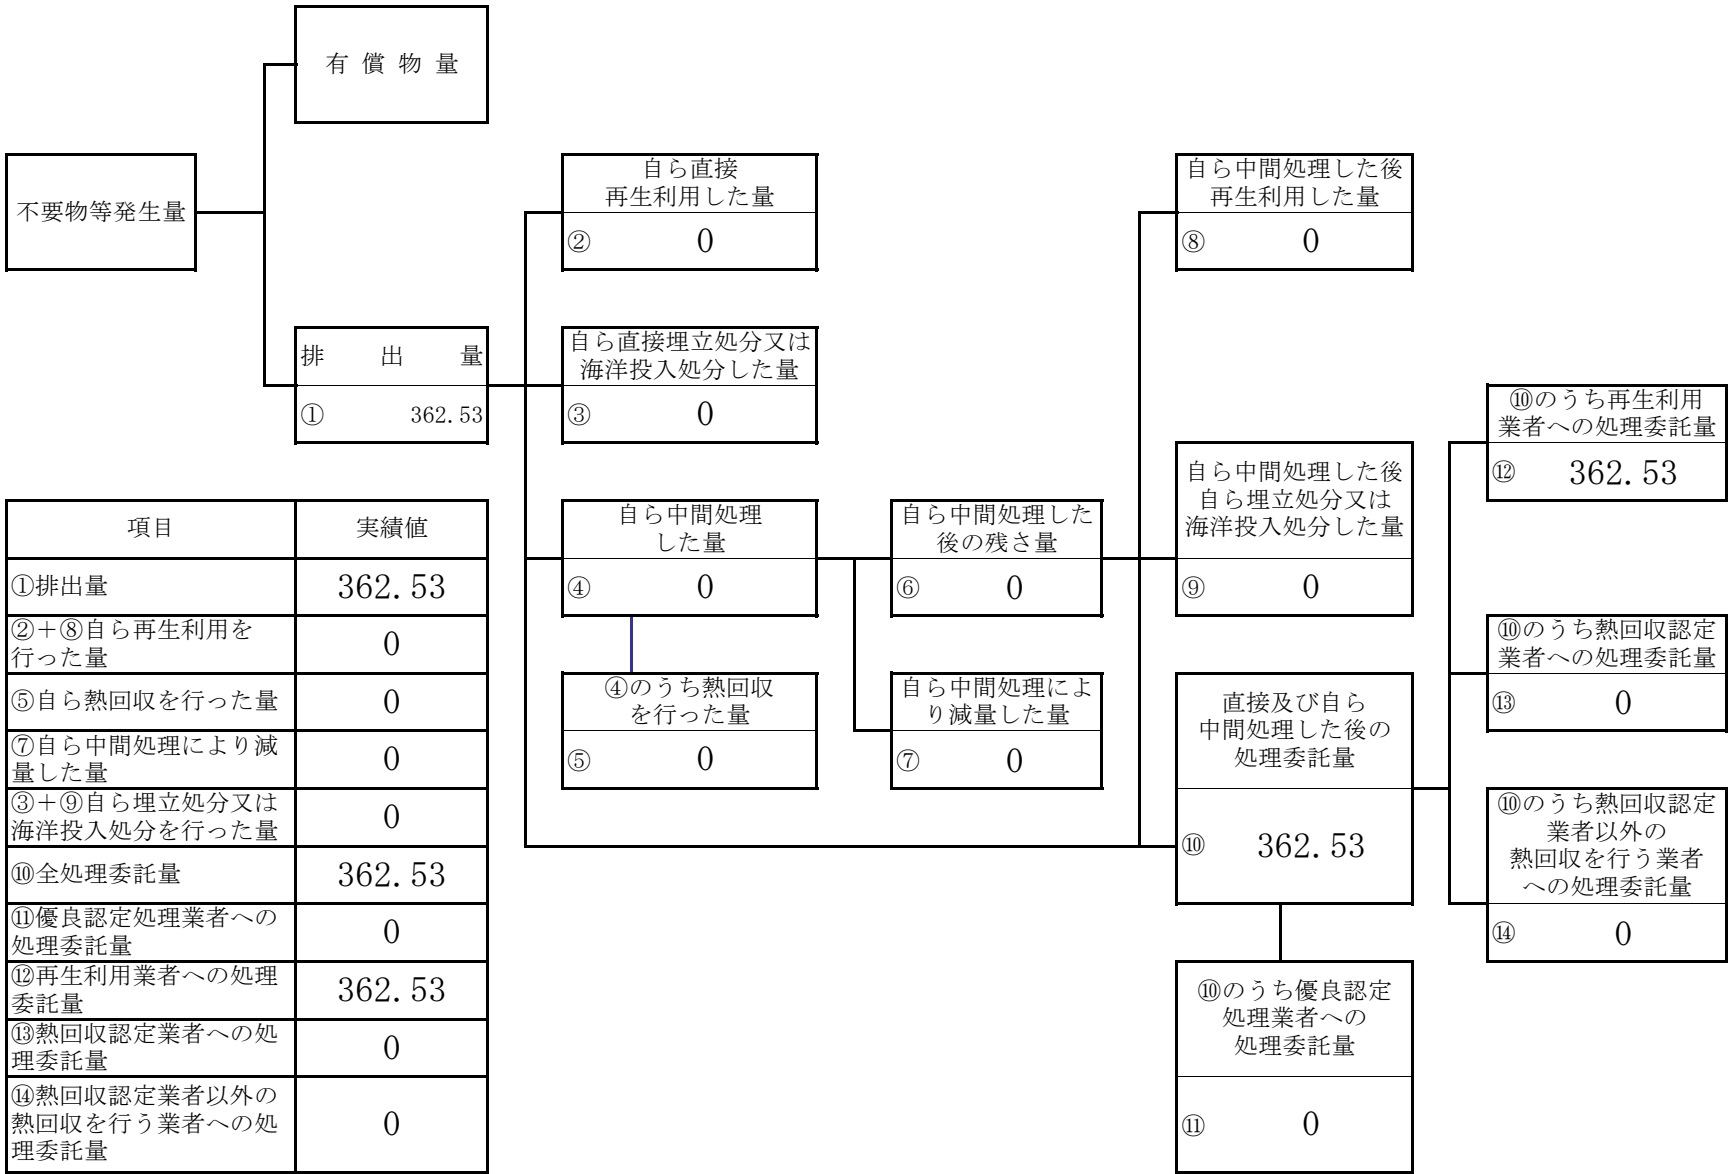 有償物量
不要物等発生量
排出量
① 362.53
自ら直接
再生利用した量
② 0
自ら直接埋立処分又は
海洋投入処分した量
③ 0
自ら中間処理
した量
④ 0
④のうち熱回収
を行った量
⑤ 0
自ら中間処理した
後の残さ量
⑥ 0
自ら中間処理によ
り減量した量
⑦ 0
自ら中間処理した後
再生利用した量
⑧ 0
自ら中間処理した後
自ら埋立処分又は
海洋投入処分した量
⑨ 0
直接及び自ら
中間処理した後の
処理委託量
⑩ 362.53
⑩のうち優良認定
処理業者への
処理委託量
⑪ 0
⑩のうち再生利用
業者への処理委託量
⑫ 362.53
⑩のうち熱回収認定
業者への処理委託量
⑬ 0
⑩のうち熱回収認定
業者以外の
熱回収を行う業者
への処理委託量
⑭ 0
項目 実績値
①排出量 362.53
②＋⑧自ら再生利用を
行った量 0
⑤自ら熱回収を行った量 0
⑦自ら中間処理により減
量した量 0
③＋⑨自ら埋立処分又は
海洋投入処分を行った量 0
⑩全処理委託量 362.53
⑪優良認定処理業者への
処理委託量 0
⑫再生利用業者への処理
委託量 362.53
⑬熱回収認定業者への処
理委託量 0
⑭熱回収認定業者以外の
熱回収を行う業者への処
理委託量 0